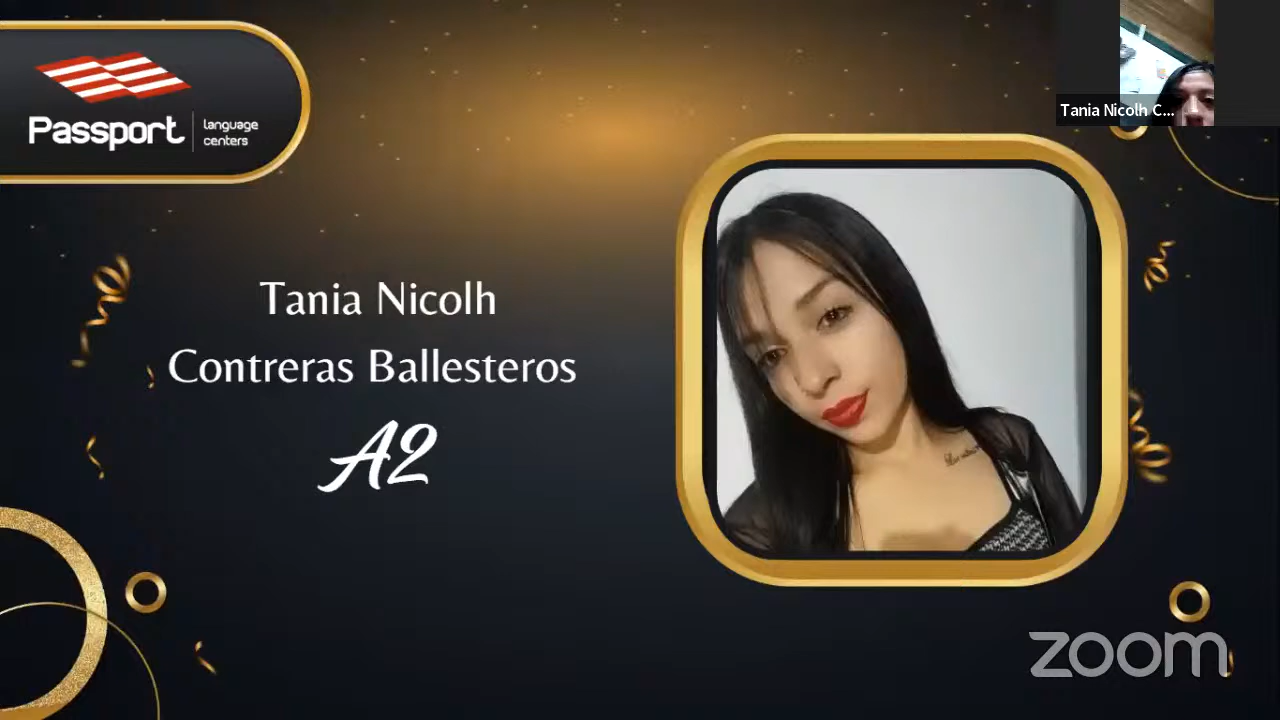 Passport
language
centers
Tania Nicolh C...
Tania Nicolh
Contreras Ballesteros
A2
zoom